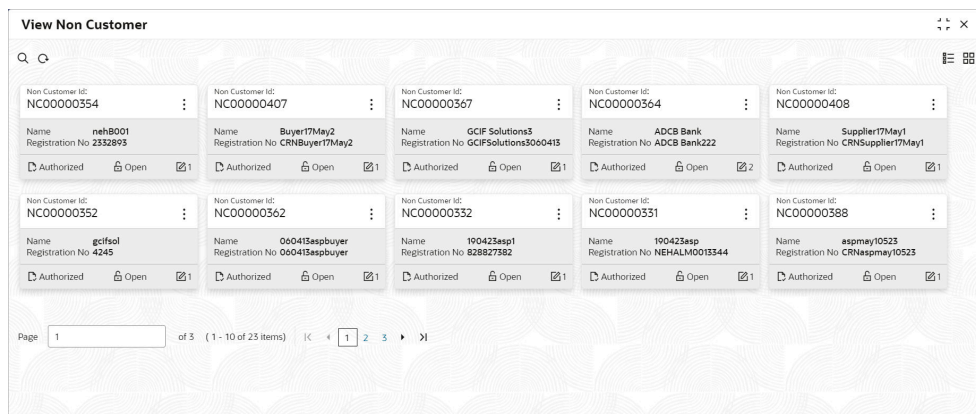 View Non Customer
Non Customer Id:
NC00000354
Name nehB001
Registration No 2332893
Authorized Open 1
Non Customer Id:
NC00000407
Name Buyer17May2
Registration No CRNBuyer17May2
Authorized Open 1
Non Customer Id:
NC00000367
Name GCIF Solutions3
Registration No GCIFSolutions3060413
Authorized Open 1
Non Customer Id:
NC00000364
Name ADCB Bank
Registration No ADCB Bank222
Authorized Open 2
Non Customer Id:
NC00000408
Name Supplier17May1
Registration No CRNSupplier17May1
Authorized Open 1
Non Customer Id:
NC00000352
Name gcifsol
Registration No 4245
Authorized Open 1
Non Customer Id:
NC00000362
Name 060413aspbuyer
Registration No 060413aspbuyer
Authorized Open 1
Non Customer Id:
NC00000332
Name 190423asp1
Registration No 828827382
Authorized Open 1
Non Customer Id:
NC00000331
Name 190423asp
Registration No NEHALM0013344
Authorized Open 1
Non Customer Id:
NC00000388
Name aspmay10523
Registration No CRNaspmay10523
Authorized Open 1
Page 1 of 3 (1 - 10 of 23 items) 1 2 3